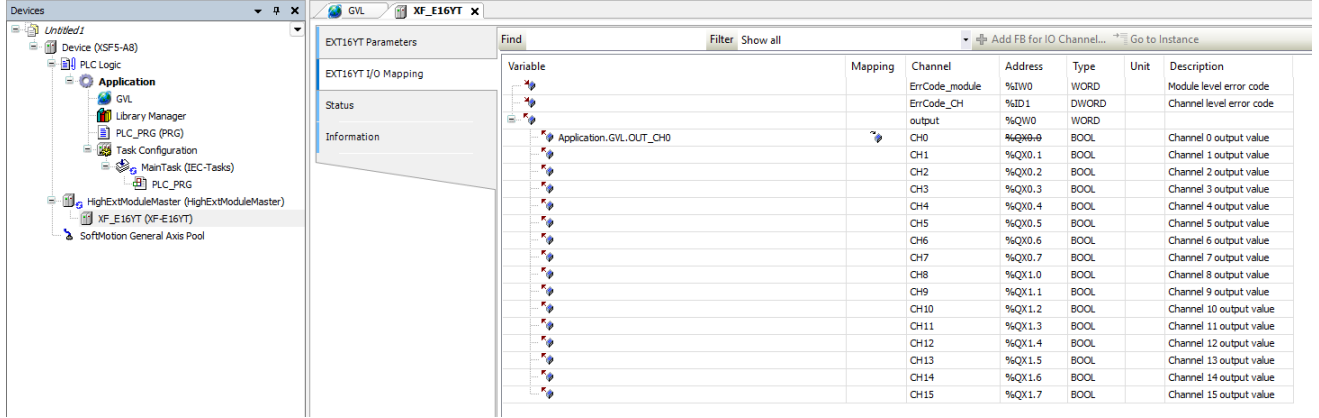 Devices
Untitled1
Device (XSF5-A8)
PLC Logic
Application
GVL
Library Manager
PLC_PRG (PRG)
Task Configuration
MainTask (IEC-Tasks)
PLC_PRG
HighExtModuleMaster (HighExtModuleMaster)
XF_E16YT (XF-E16YT)
SoftMotion General Axis Pool
GVL XF_E16YT X
EXT16YT Parameters
EXT16YT I/O Mapping
Status
Information
Find Filter Show all Add FB for IO Channel... Go to Instance
Variable Mapping Channel Address Type Unit Description
ErrCode_module %IW0 WORD Module level error code
ErrCode_CH %ID1 DWORD Channel level error code
output %QW0 WORD
Application.GVL.OUT_CH0 CH0 %QX0.0 BOOL Channel 0 output value
CH1 %QX0.1 BOOL Channel 1 output value
CH2 %QX0.2 BOOL Channel 2 output value
CH3 %QX0.3 BOOL Channel 3 output value
CH4 %QX0.4 BOOL Channel 4 output value
CH5 %QX0.5 BOOL Channel 5 output value
CH6 %QX0.6 BOOL Channel 6 output value
CH7 %QX0.7 BOOL Channel 7 output value
CH8 %QX1.0 BOOL Channel 8 output value
CH9 %QX1.1 BOOL Channel 9 output value
CH10 %QX1.2 BOOL Channel 10 output value
CH11 %QX1.3 BOOL Channel 11 output value
CH12 %QX1.4 BOOL Channel 12 output value
CH13 %QX1.5 BOOL Channel 13 output value
CH14 %QX1.6 BOOL Channel 14 output value
CH15 %QX1.7 BOOL Channel 15 output value